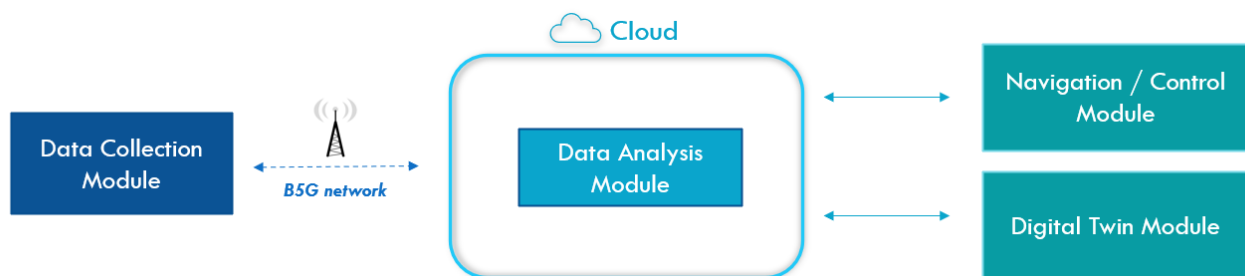 Cloud
Data Collection
Module
B5G network
Data Analysis
Module
Navigation / Control
Module
Digital Twin Module